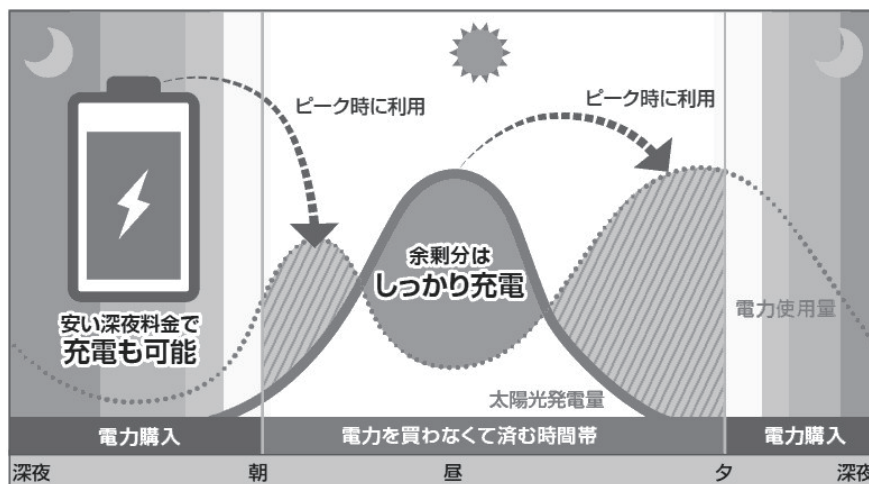 ピーク時に利用
ピーク時に利用
余剰分は
しっかり充電
安い深夜料金で
充電も可能
電力使用量
太陽光発電量
電力購入
電力を買わなくて済む時間帯
電力購入
深夜
朝
昼
夕
深夜